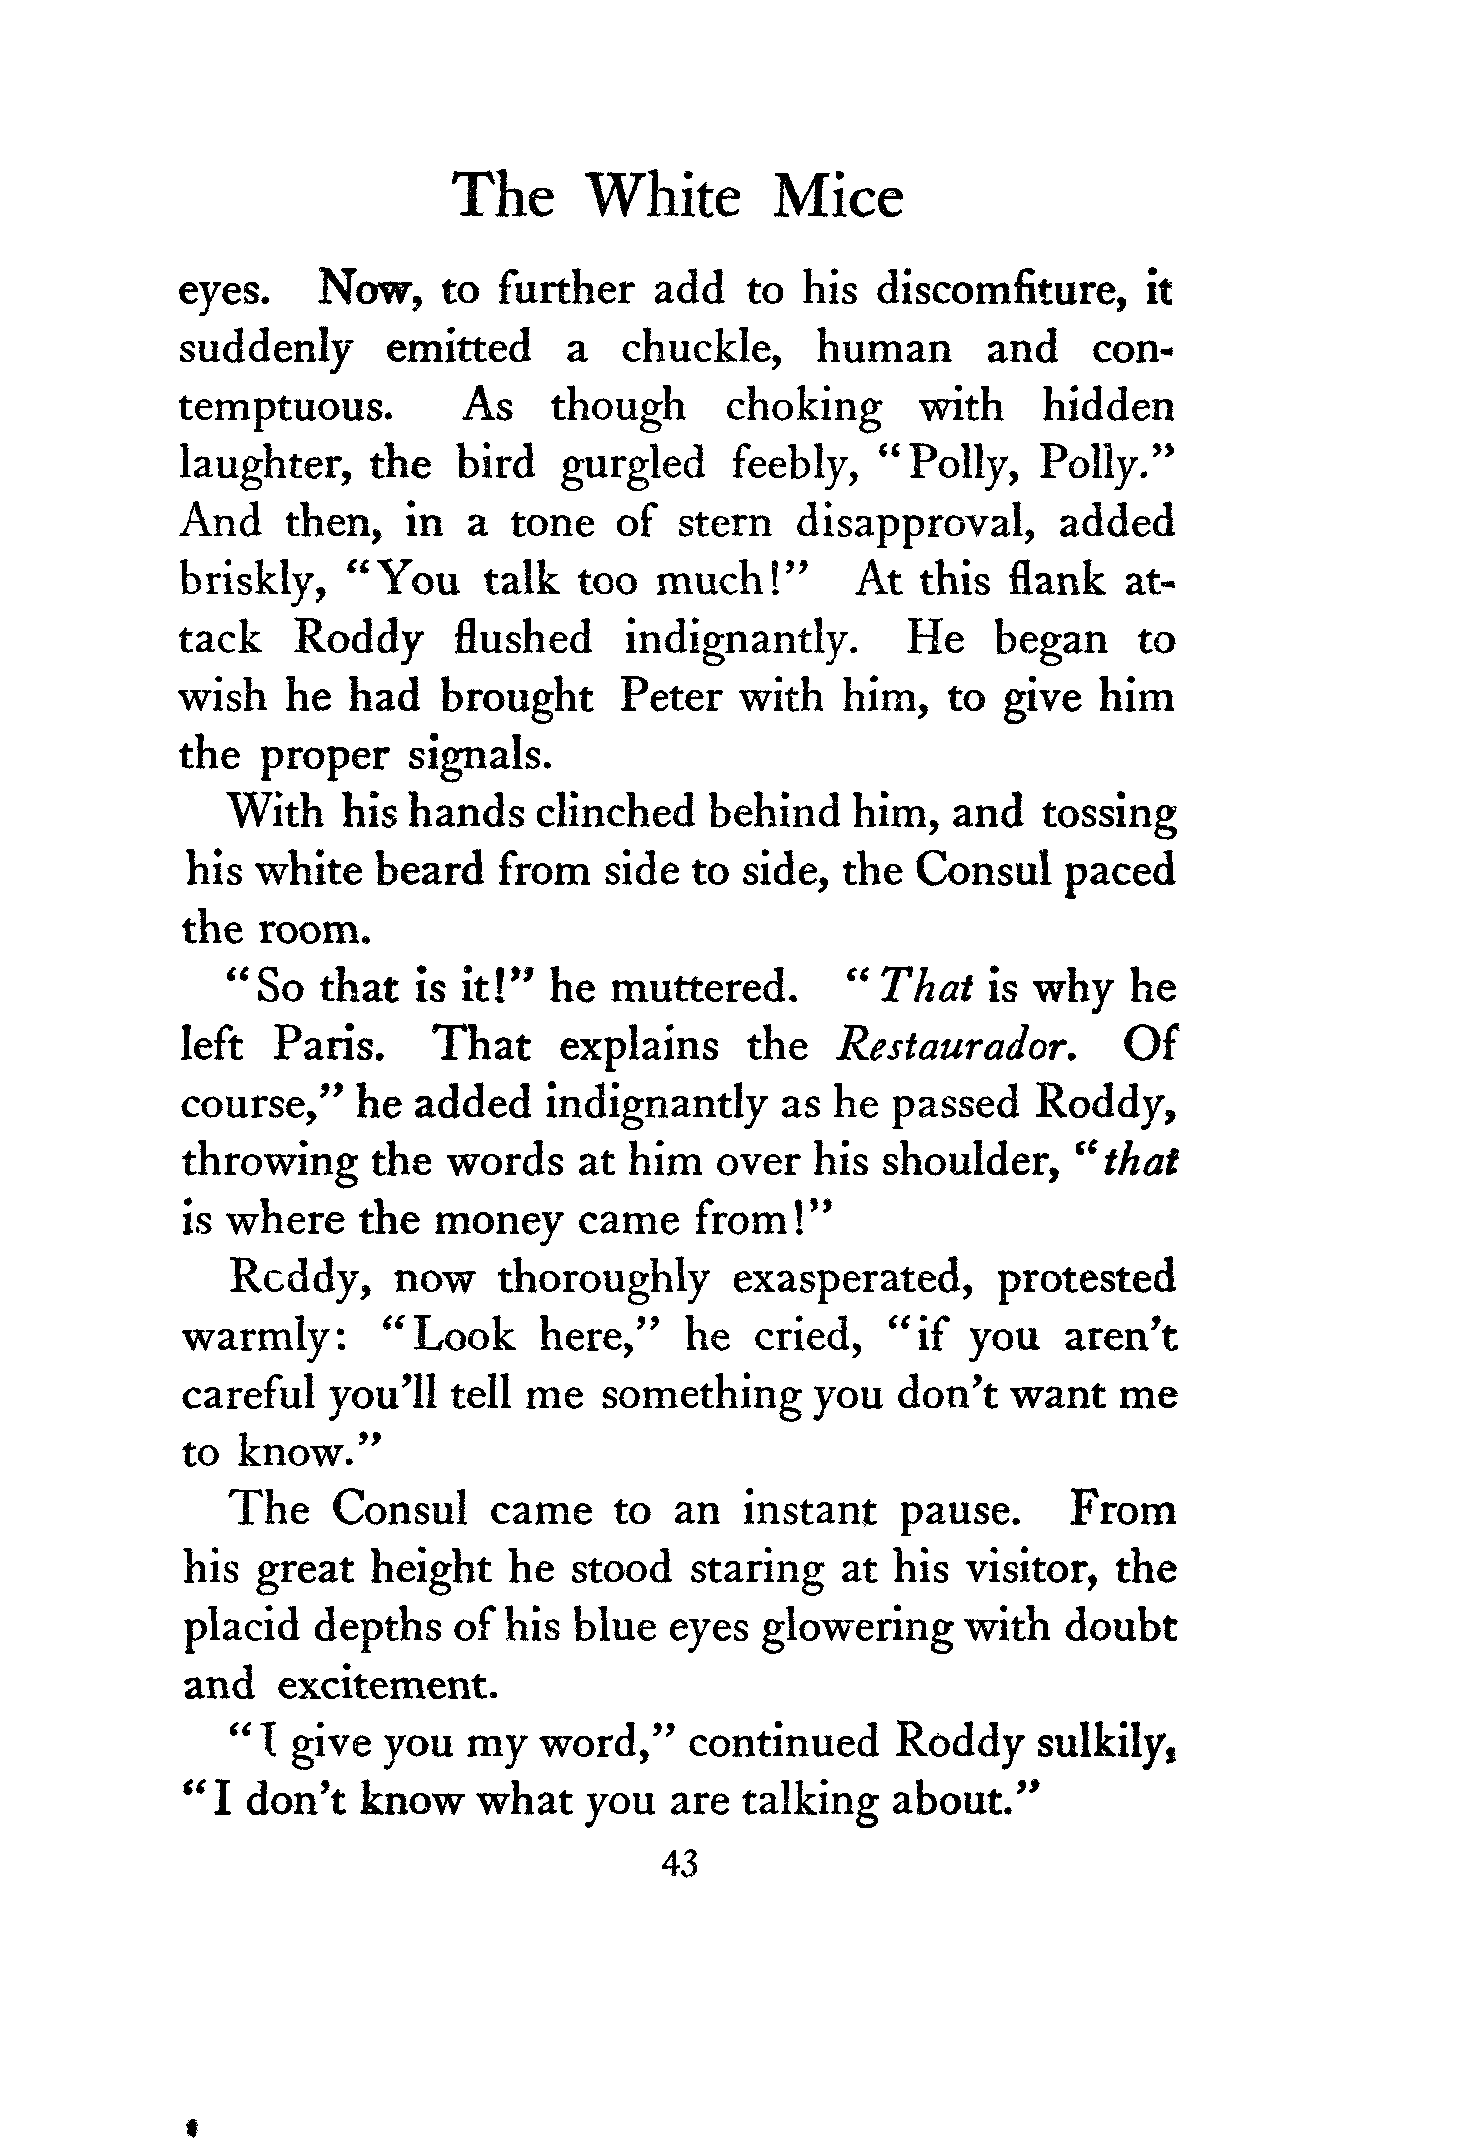 The White Mice
eyes. Now, to further add to his discomfiture, it
suddenly emitted a chuckle, human and con-
temptuous. As though choking with hidden
laughter, the bird gurgled feebly, "Polly, Polly."
And then, in a tone of stern disapproval, added
briskly, "You talk too much!" At this flank at-
tack Roddy flushed indignantly. He began to
wish he had brought Peter with him, to give him
the proper signals.
With his hands clinched behind him, and tossing
his white beard from side to side, the Consul paced
the room.
"So that is it!" he muttered. "That is why he
left Paris. That explains the Restaurador. Of
course," he added indignantly as he passed Roddy,
throwing the words at him over his shoulder, "that
is where the money came from!"
Roddy, now thoroughly exasperated, protested
warmly: "Look here," he cried, "if you aren't
careful you'll tell me something you don't want me
to know."
The Consul came to an instant pause. From
his great height he stood staring at his visitor, the
placid depths of his blue eyes glowering with doubt
and excitement.
"I give you my word," continued Roddy sulkily,
"I don't know what you are talking about."
43